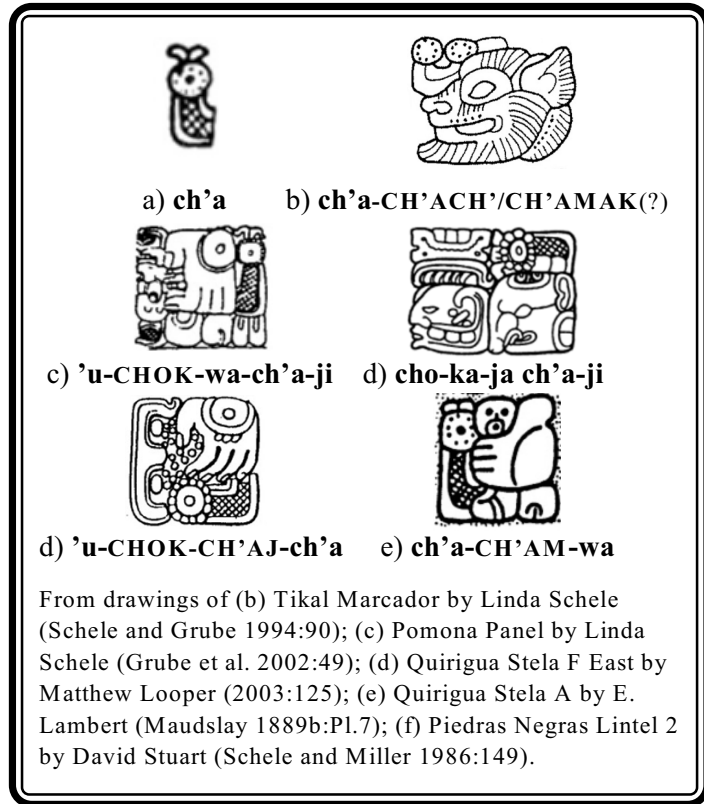 a) ch’a b) ch’a-CH’ACH’/CH’AMAK(?)
c) ’u-CHOK-wa-ch’a-ji d) cho-ka-ja ch’a-ji
d) ’u-CHOK-CH’AJ-ch’a e) ch’a-CH’AM-wa
From drawings of (b) Tikal Marcador by Linda Schele
(Schele and Grube 1994:90); (c) Pomona Panel by Linda
Schele (Grube et al. 2002:49); (d) Quirigua Stela F East by
Matthew Looper (2003:125); (e) Quirigua Stela A by E.
Lambert (Maudslay 1889b:Pl.7); (f) Piedras Negras Lintel 2
by David Stuart (Schele and Miller 1986:149).